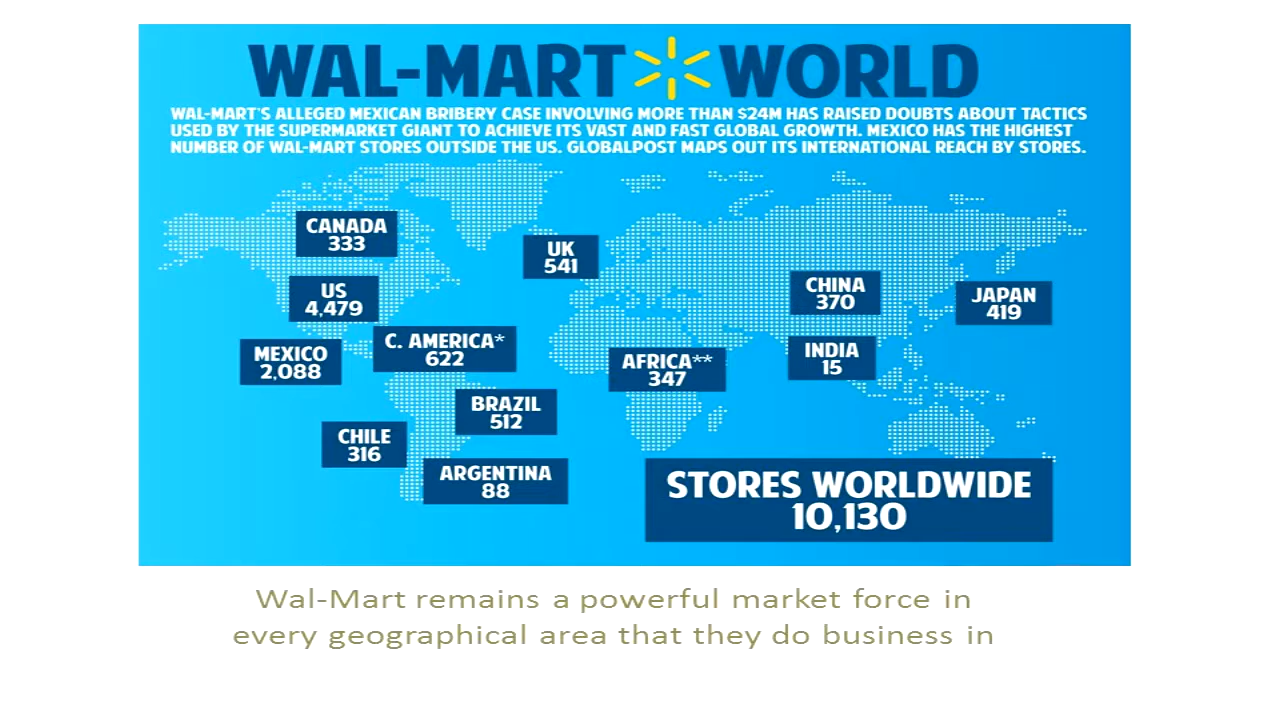 WAL-MART WORLD
WAL-MART'S ALLEGED MEXICAN BRIBERY CASE INVOLVING MORE THAN $24M HAS RAISED DOUBTS ABOUT TACTICS
USED BY THE SUPERMARKET GIANT TO ACHIEVE ITS VAST AND FAST GLOBAL GROWTH. MEXICO HAS THE HIGHEST
NUMBER OF WAL-MART STORES OUTSIDE THE US. GLOBALPOST MAPS OUT ITS INTERNATIONAL REACH BY STORES.
CANADA
333
UK
541
US
4,479
CHINA
370
JAPAN
419
MEXICO
2,088
C. AMERICA*
622
AFRICA**
347
INDIA
15
BRAZIL
512
CHILE
316
ARGENTINA
88
STORES WORLDWIDE
10,130
Wal-Mart remains a powerful market force in
every geographical area that they do business in